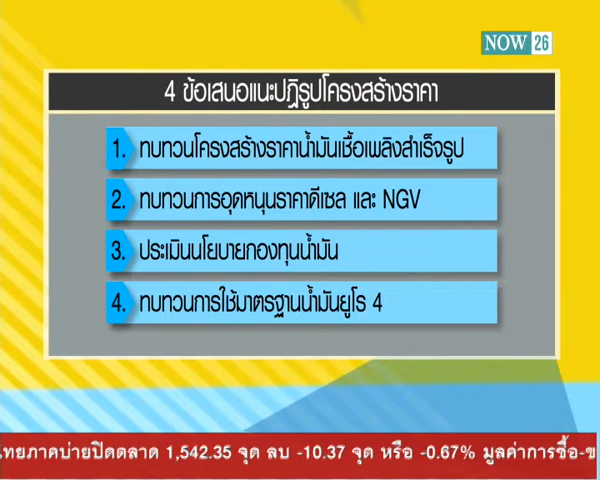 NOW 26
4 ข้อเสนอแนะปฏิรูปโครงสร้างราคา
1. ทบทวนโครงสร้างราคาน้ำมันเชื้อเพลิงสำเร็จรูป
2. ทบทวนการอุดหนุนราคาดีเซล และ NGV
3. ประเมินนโยบายกองทุนน้ำมัน
4. ทบทวนการใช้มาตรฐานน้ำมันยูโร 4
ไทยภาคบ่ายปิดตลาด 1,542.35 จุด ลบ -10.37 จุด หรือ -0.67% มูลค่าการซื้อ-ข